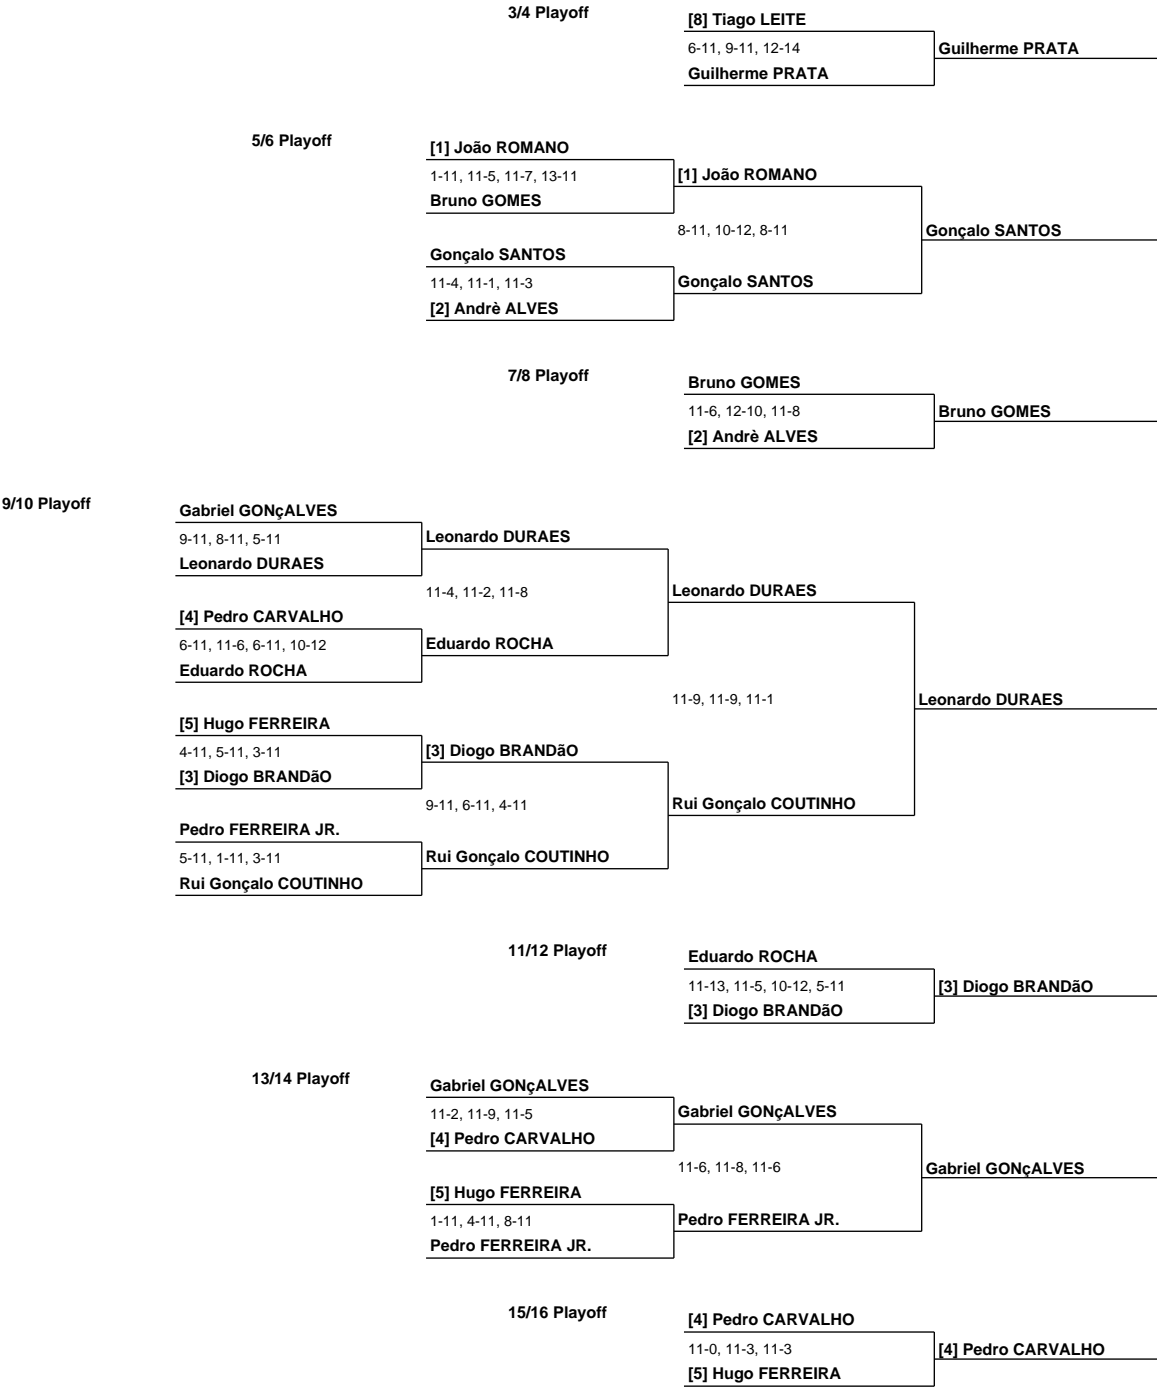 3/4 Playoff
[8] Tiago LEITE
6-11, 9-11, 12-14
Guilherme PRATA
Guilherme PRATA
5/6 Playoff
[1] João ROMANO
1-11, 11-5, 11-7, 13-11
[1] João ROMANO
Bruno GOMES
8-11, 10-12, 8-11
Gonçalo SANTOS
Gonçalo SANTOS
11-4, 11-1, 11-3
Gonçalo SANTOS
[2] Andrè ALVES
7/8 Playoff
Bruno GOMES
11-6, 12-10, 11-8
Bruno GOMES
[2] Andrè ALVES
9/10 Playoff
Gabriel GONçALVES
9-11, 8-11, 5-11
Leonardo DURAES
Leonardo DURAES
11-4, 11-2, 11-8
Leonardo DURAES
[4] Pedro CARVALHO
6-11, 11-6, 6-11, 10-12
Eduardo ROCHA
Eduardo ROCHA
11-9, 11-9, 11-1
Leonardo DURAES
[5] Hugo FERREIRA
4-11, 5-11, 3-11
[3] Diogo BRANDãO
[3] Diogo BRANDãO
9-11, 6-11, 4-11
Rui Gonçalo COUTINHO
Pedro FERREIRA JR.
5-11, 1-11, 3-11
Rui Gonçalo COUTINHO
Rui Gonçalo COUTINHO
11/12 Playoff
Eduardo ROCHA
11-13, 11-5, 10-12, 5-11
[3] Diogo BRANDãO
[3] Diogo BRANDãO
13/14 Playoff
Gabriel GONçALVES
11-2, 11-9, 11-5
Gabriel GONçALVES
[4] Pedro CARVALHO
11-6, 11-8, 11-6
Gabriel GONçALVES
[5] Hugo FERREIRA
1-11, 4-11, 8-11
Pedro FERREIRA JR.
Pedro FERREIRA JR.
15/16 Playoff
[4] Pedro CARVALHO
11-0, 11-3, 11-3
[4] Pedro CARVALHO
[5] Hugo FERREIRA